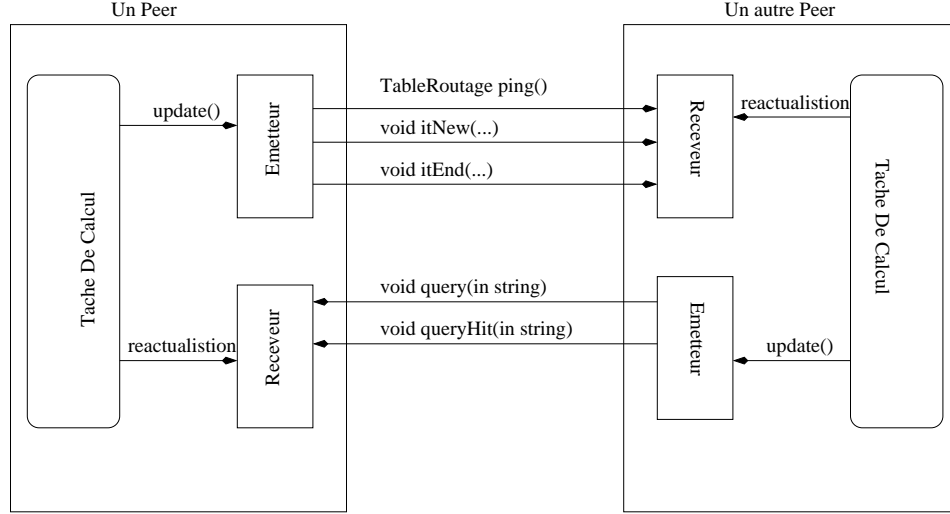 Un Peer
Un autre Peer
TableRoutage ping()
update()
reactualistion
void itNew(...)
Emetteur
Receveur
void itEnd(...)
Tache De Calcul
Tache De Calcul
void query(in string)
void queryHit(in string)
Receveur
Emetteur
reactualistion
update()